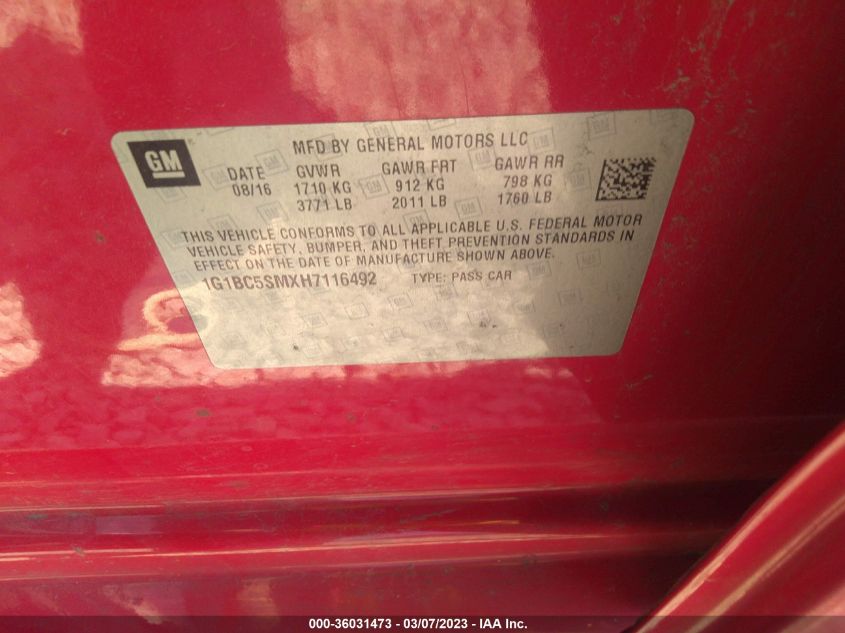 GM
MFD BY GENERAL MOTORS LLC
DATE GVWR GAWR FRT GAWR RR
08/16 1710 KG 912 KG 798 KG
3771 LB 2011 LB 1760 LB
THIS VEHICLE CONFORMS TO ALL APPLICABLE U.S. FEDERAL MOTOR
VEHICLE SAFETY, BUMPER, AND THEFT PREVENTION STANDARDS IN
EFFECT ON THE DATE OF MANUFACTURE SHOWN ABOVE.
1G1BC5SMXH7116492 TYPE: PASS CAR
000-36031473 — 03/07/2023 — IAA Inc.